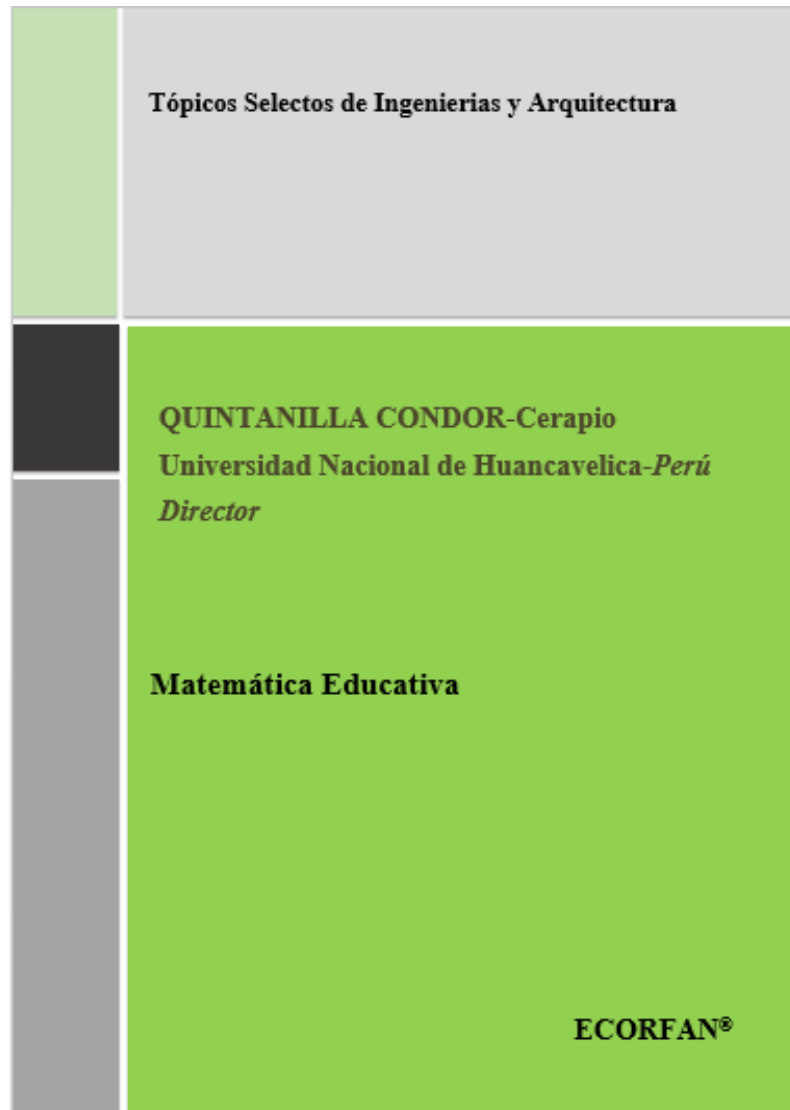 Tópicos Selectos de Ingenierias y Arquitectura
QUINTANILLA CONDOR-Cerapio
Universidad Nacional de Huancavelica-Perú
Director
Matemática Educativa
ECORFAN®